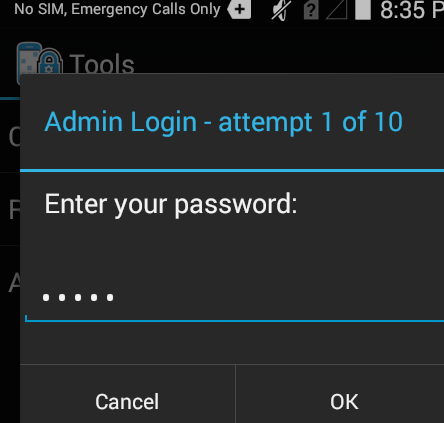 No SIM, Emergency Calls Only 8:35 P
Tools
Admin Login - attempt 1 of 10
C
Enter your password:
F
A
Cancel OK